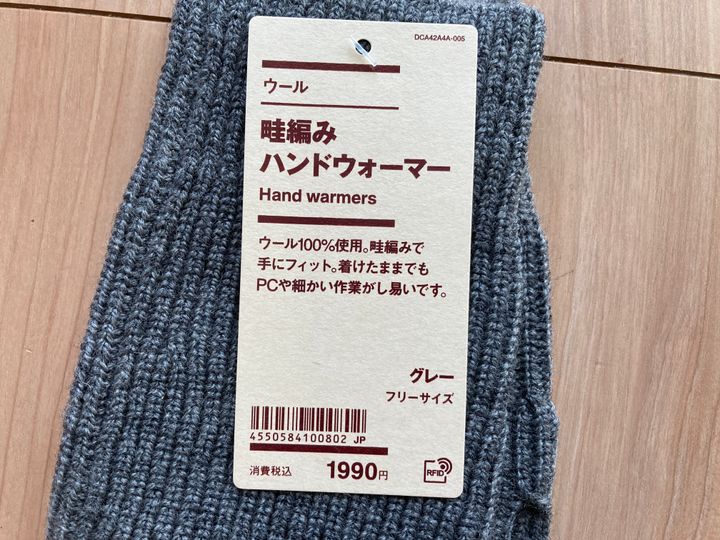 DCA42A4A-005
ウール
畦編み
ハンドウォーマー
Hand warmers
ウール100%使用。畦編みで
手にフィット。着けたままでも
PCや細かい作業がし易いです。
グレー
フリーサイズ
4550584100802 JP
消費税込 1990円
RFID